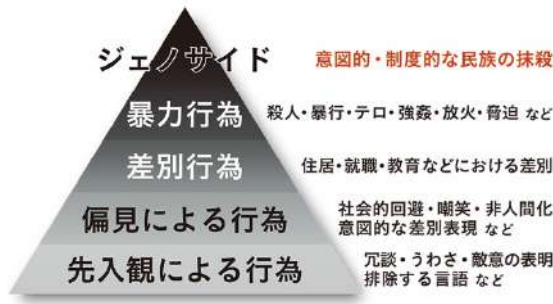 ジェノサイド
意図的・制度的な民族の抹殺
暴力行為
殺人・暴行・テロ・強姦・放火・脅迫 など
差別行為
住居・就職・教育などにおける差別
偏見による行為
社会的回避・嘲笑・非人間化
意図的な差別表現 など
先入観による行為
冗談・うわさ・敵意の表明
排除する言語 など